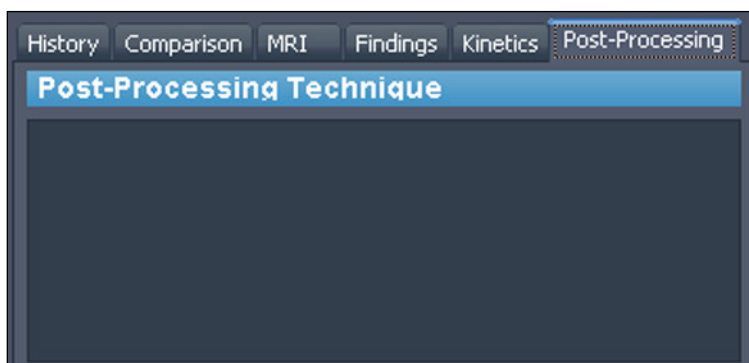 History Comparison MRI Findings Kinetics Post-Processing
Post-Processing Technique